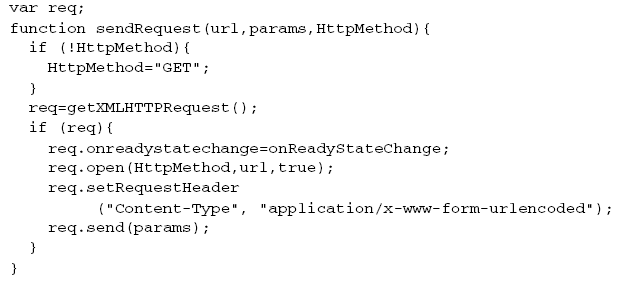 var req;
function sendRequest(url,params,HttpMethod){
  if (!HttpMethod){
    HttpMethod="GET";
  }
  req=getXMLHTTPRequest();
  if (req){
    req.onreadystatechange=onReadyStateChange;
    req.open(HttpMethod,url,true);
    req.setRequestHeader
         ("Content-Type", "application/x-www-form-urlencoded");
    req.send(params);
  }
}